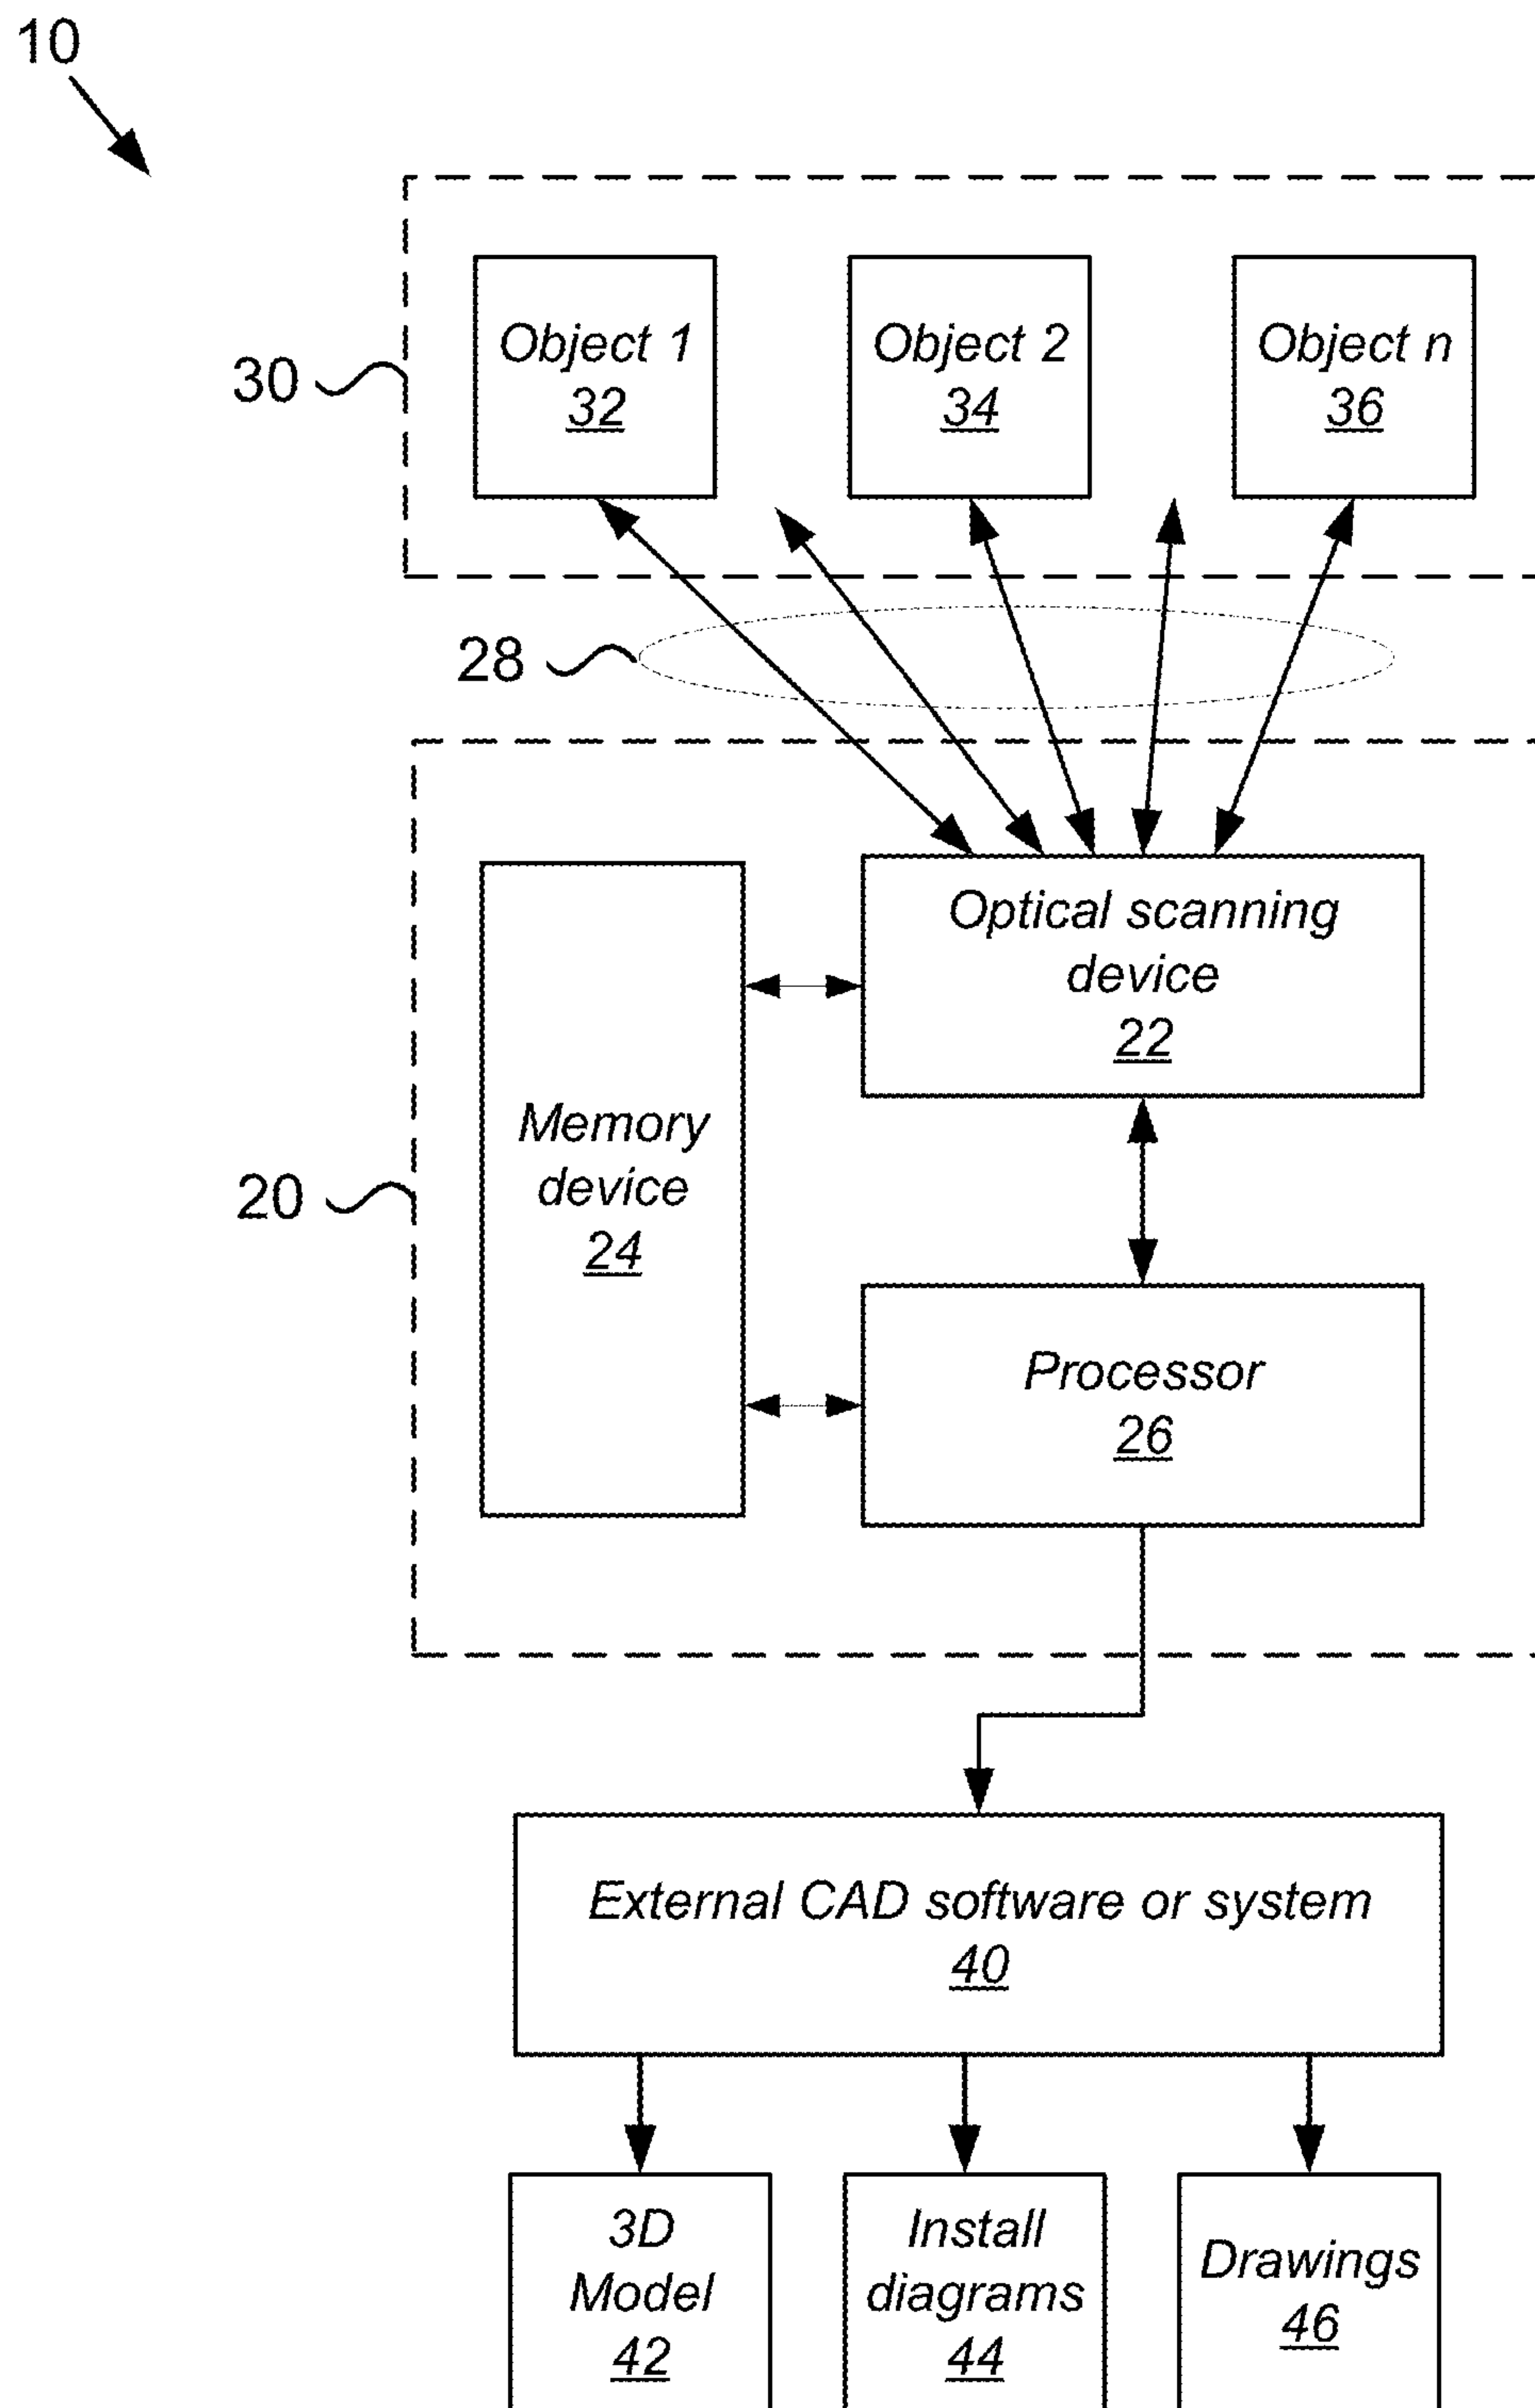 10
30
Object 1
32
Object 2
34
Object n
36
28
20
Optical scanning
device
22
Memory
device
24
Processor
26
External CAD software or system
40
3D
Model
42
Install
diagrams
44
Drawings
46